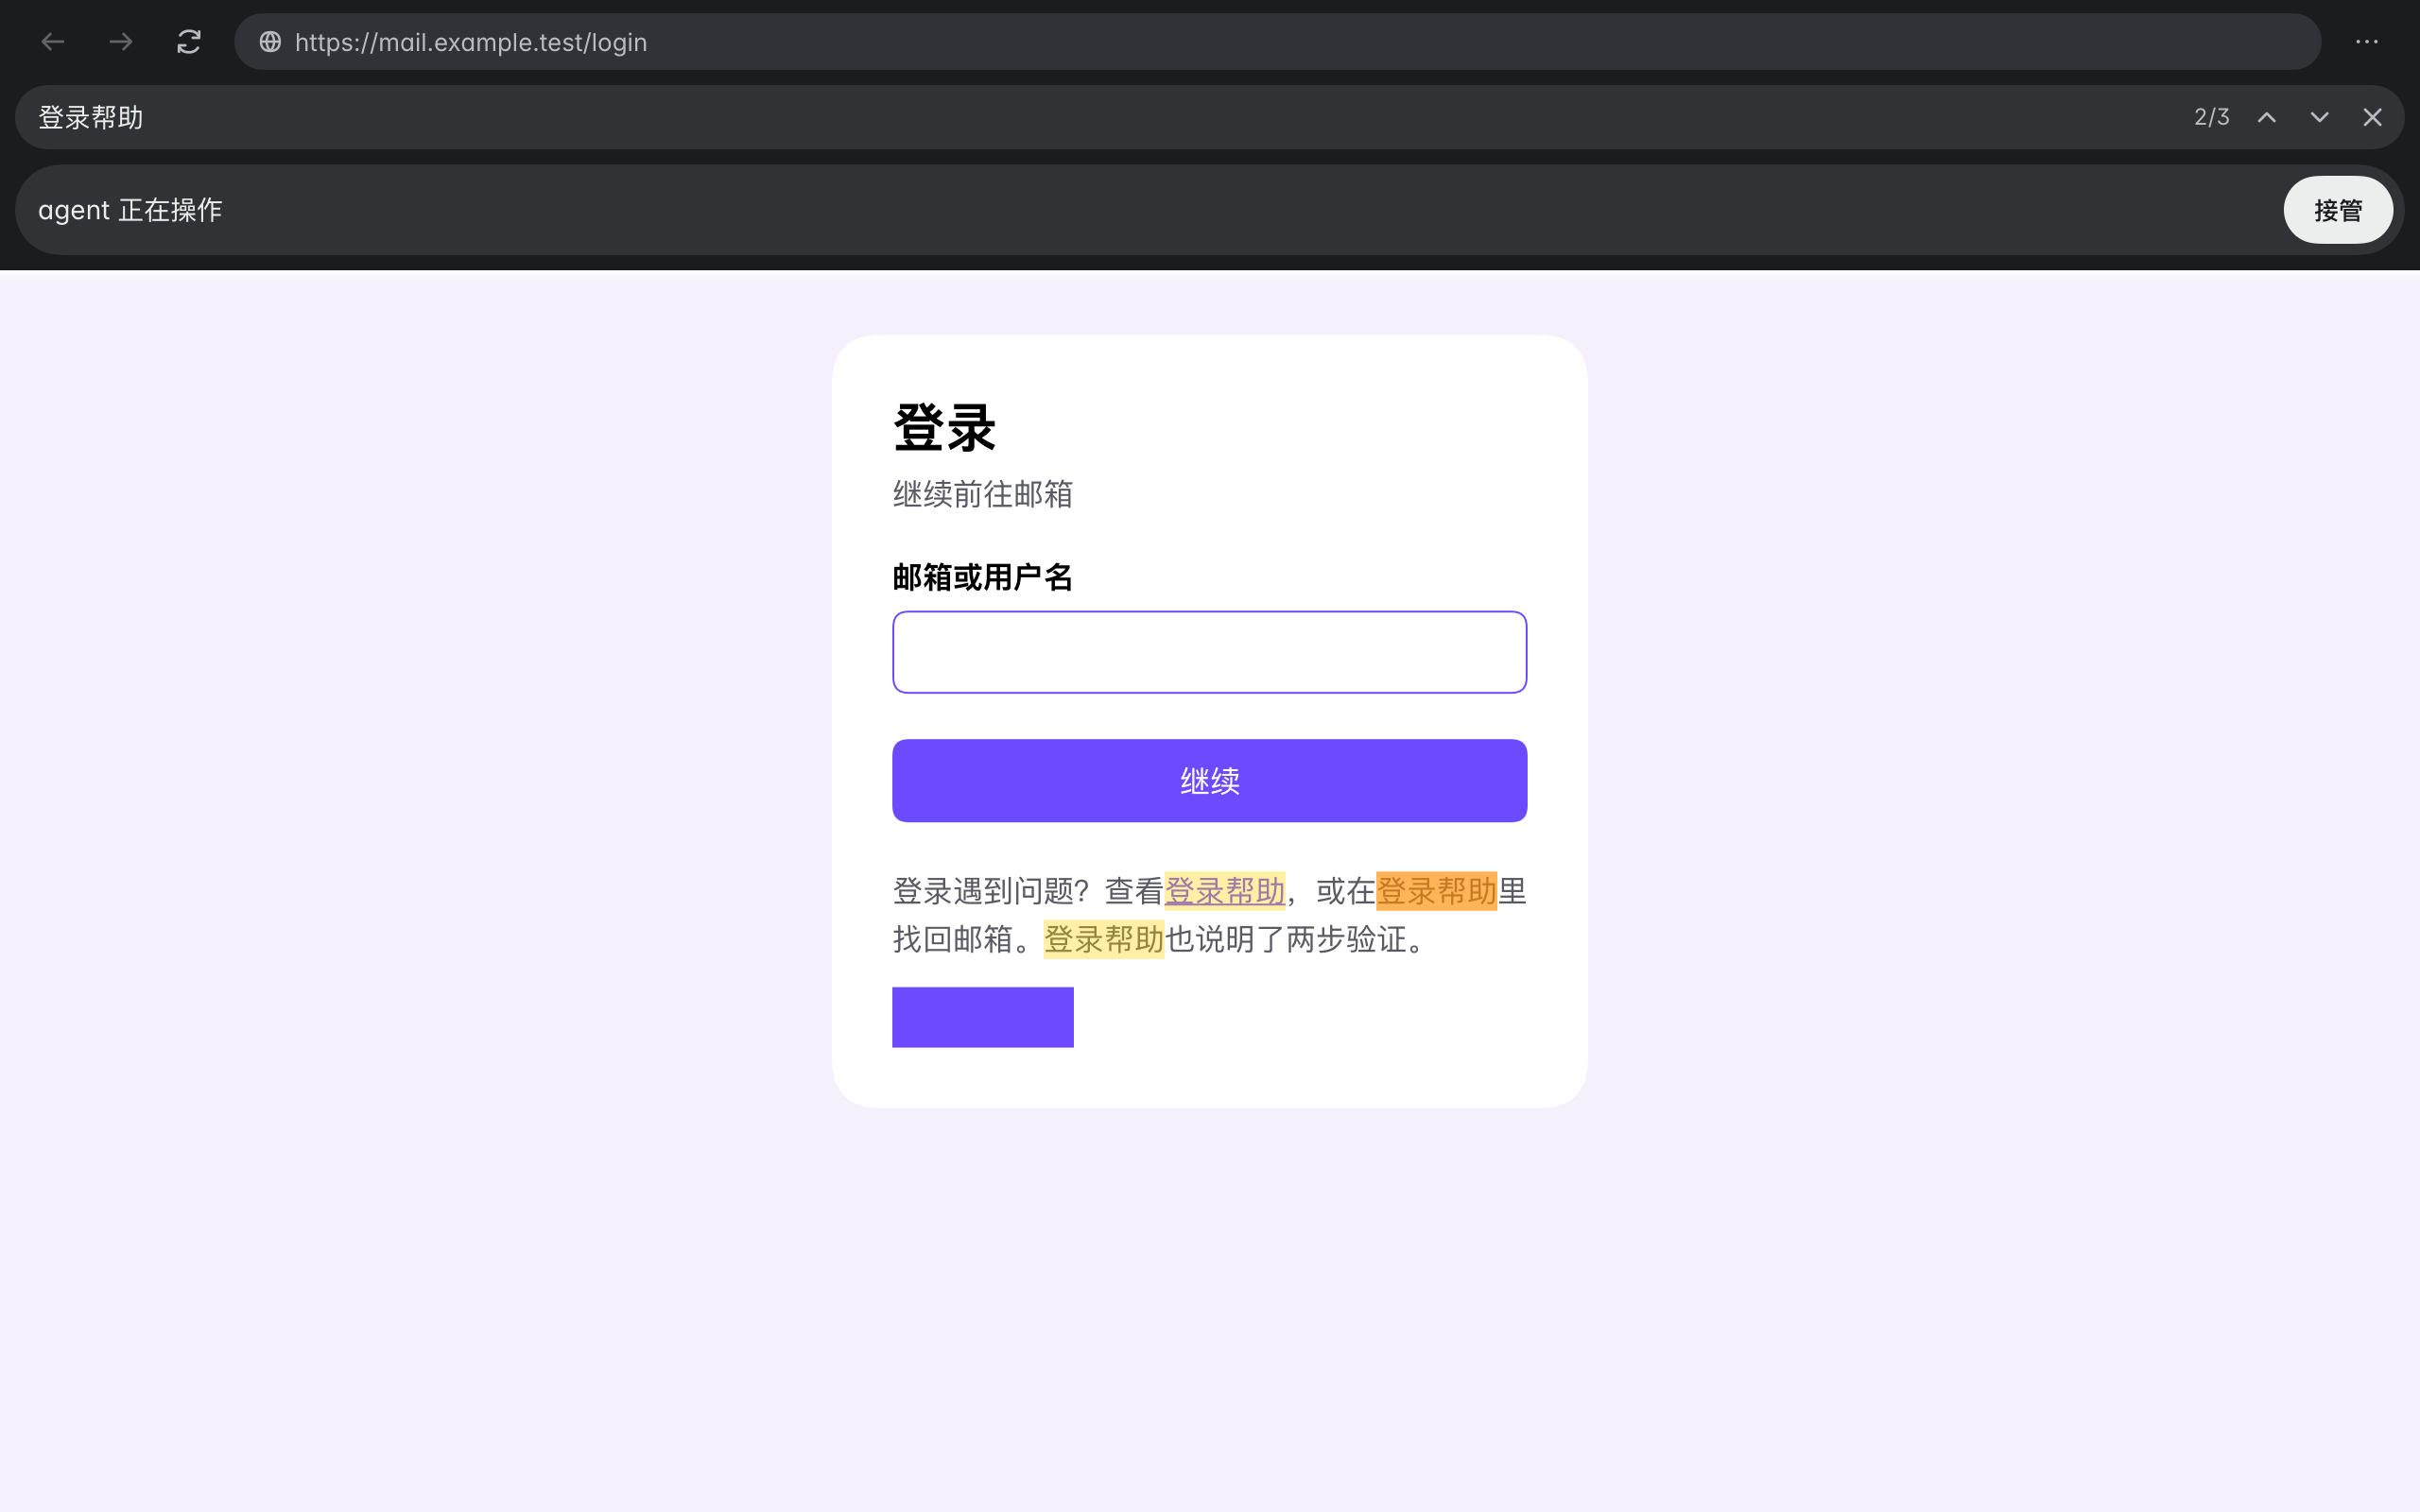 https://mail.example.test/login
登录帮助 2/3
agent 正在操作 接管
登录
继续前往邮箱
邮箱或用户名
继续
登录遇到问题？查看登录帮助，或在登录帮助里
找回邮箱。登录帮助也说明了两步验证。